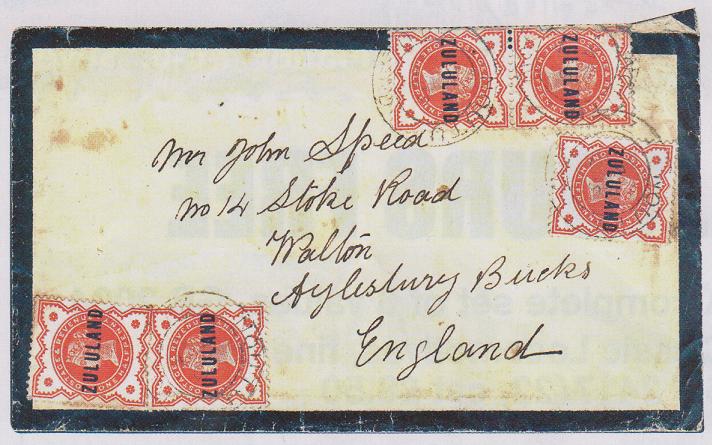 ZULULAND
ZULULAND
ZULULAND
Mr John Speed
No 14 Stoke Road
Walton
Aylesbury Bucks
England
ZULULAND
ZULULAND